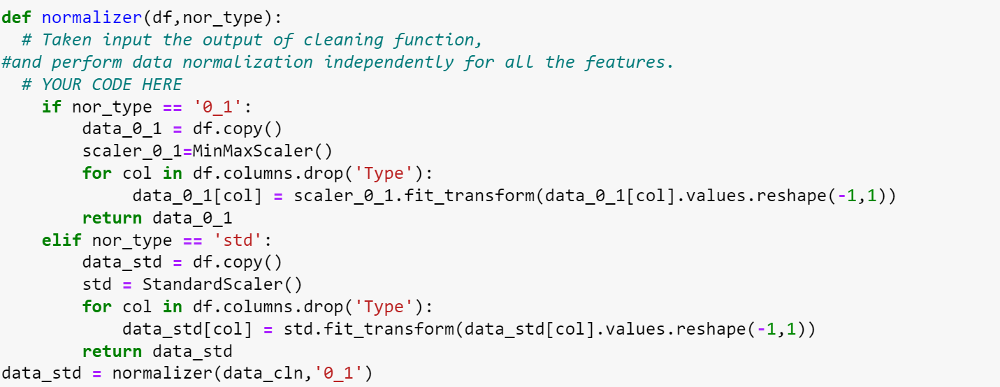 def normalizer(df,nor_type):
  # Taken input the output of cleaning function,
#and perform data normalization independently for all the features.
  # YOUR CODE HERE
    if nor_type == '0_1':
        data_0_1 = df.copy()
        scaler_0_1=MinMaxScaler()
        for col in df.columns.drop('Type'):
             data_0_1[col] = scaler_0_1.fit_transform(data_0_1[col].values.reshape(-1,1))
        return data_0_1
    elif nor_type == 'std':
        data_std = df.copy()
        std = StandardScaler()
        for col in df.columns.drop('Type'):
            data_std[col] = std.fit_transform(data_std[col].values.reshape(-1,1))
        return data_std
data_std = normalizer(data_cln,'0_1')